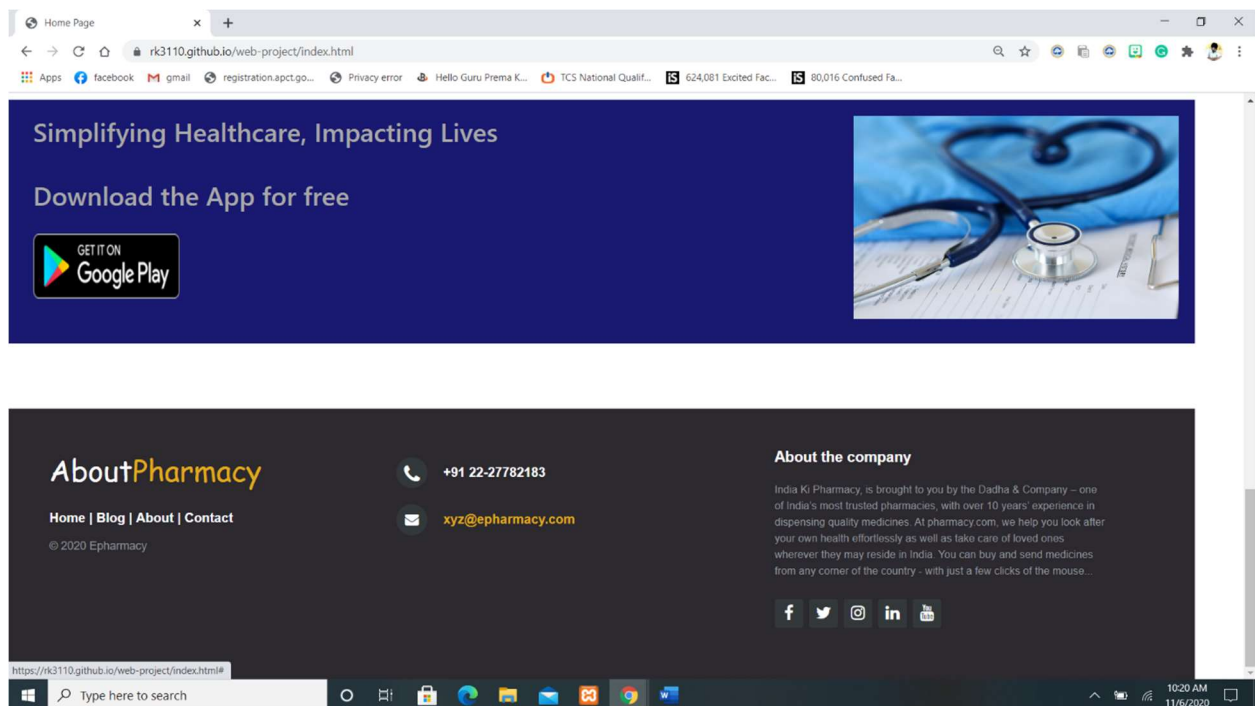 Home Page
rk3110.github.io/web-project/index.html
Apps facebook gmail registration.apct.go... Privacy error Hello Guru Prema K... TCS National Qualif... 624,081 Excited Fac... 80,016 Confused Fa...
Simplifying Healthcare, Impacting Lives
Download the App for free
GET IT ON
Google Play
AboutPharmacy
Home | Blog | About | Contact
© 2020 Epharmacy
+91 22-27782183
xyz@epharmacy.com
About the company
India Ki Pharmacy, is brought to you by the Dadha & Company – one
of India's most trusted pharmacies, with over 10 years' experience in
dispensing quality medicines. At pharmacy.com, we help you look after
your own health effortlessly as well as take care of loved ones
wherever they may reside in India. You can buy and send medicines
from any corner of the country - with just a few clicks of the mouse...
You
Tube
https://rk3110.github.io/web-project/index.html#
Type here to search
10:20 AM
11/6/2020